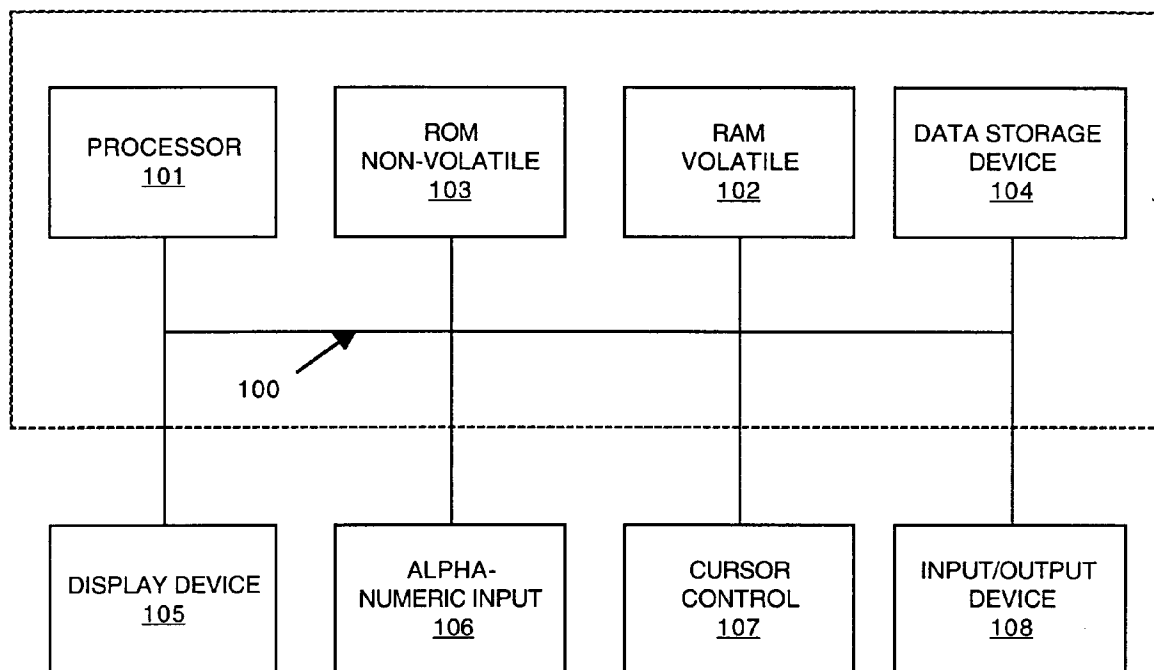 PROCESSOR
101
ROM
NON-VOLATILE
103
RAM
VOLATILE
102
DATA STORAGE
DEVICE
104
100
DISPLAY DEVICE
105
ALPHA-
NUMERIC INPUT
106
CURSOR
CONTROL
107
INPUT/OUTPUT
DEVICE
108